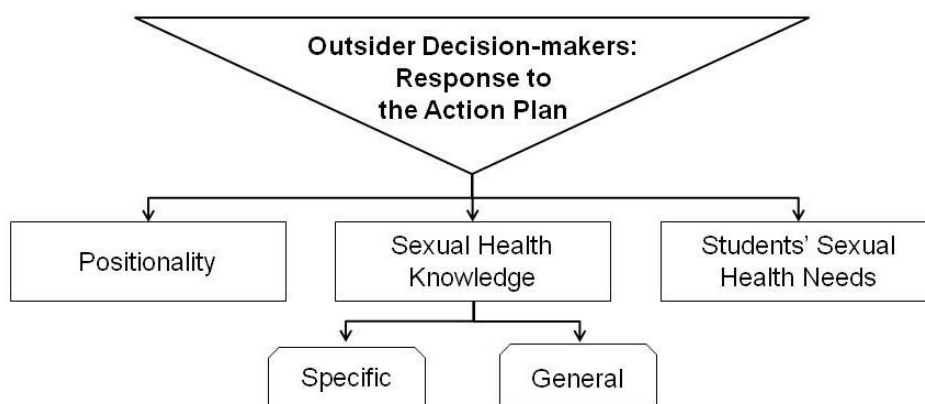 Outsider Decision-makers:
Response to
the Action Plan
Positionality
Sexual Health
Knowledge
Students’ Sexual
Health Needs
Specific
General